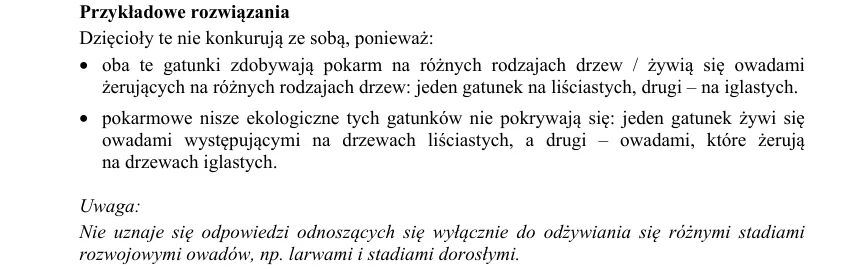 Przykładowe rozwiązania
Dzięcioły te nie konkurują ze sobą, ponieważ:
• oba te gatunki zdobywają pokarm na różnych rodzajach drzew / żywią się owadami
żerujących na różnych rodzajach drzew: jeden gatunek na liściastych, drugi – na iglastych.
• pokarmowe nisze ekologiczne tych gatunków nie pokrywają się: jeden gatunek żywi się
owadami występującymi na drzewach liściastych, a drugi – owadami, które żerują
na drzewach iglastych.
Uwaga:
Nie uznaje się odpowiedzi odnoszących się wyłącznie do odżywiania się różnymi stadiami
rozwojowymi owadów, np. larwami i stadiami dorosłymi.